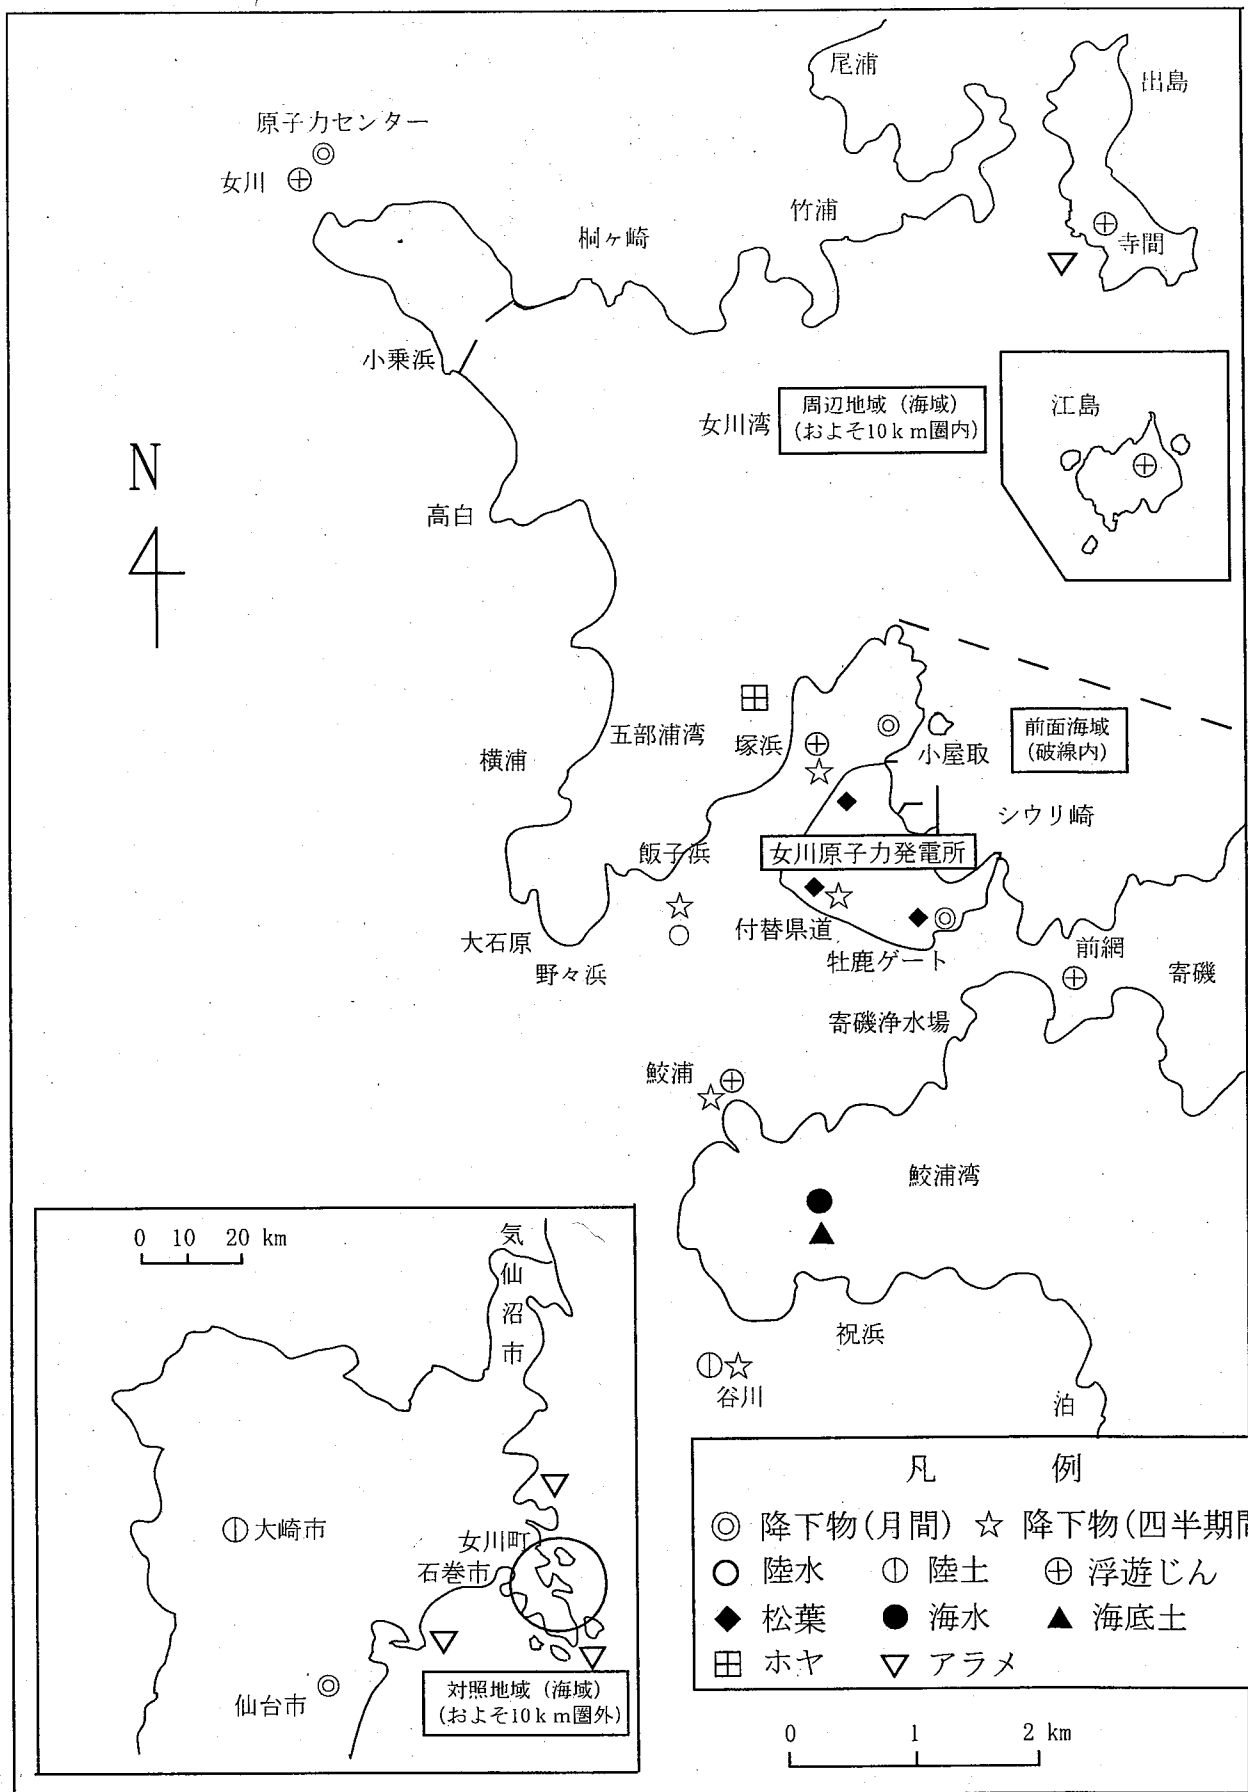 尾浦
出島
原子力センター
女川
竹浦
桐ヶ崎
寺間
小乗浜
女川湾
周辺地域(海域)
(およそ10km圏内)
江島
N
高白
五部浦湾
塚浜
小屋取
前面海域
(破線内)
横浦
シウリ崎
飯子浜
女川原子力発電所
付替県道
大石原
野々浜
牡鹿ゲート
前網
寄磯
寄磯浄水場
鮫浦
鮫浦湾
祝浜
谷川
泊
0 10 20 km
気仙沼市
大崎市
女川町
石巻市
仙台市
対照地域(海域)
(およそ10km圏外)
凡 例
◎ 降下物(月間) ☆ 降下物(四半期間
○ 陸水 ⦶ 陸土 ⊕ 浮遊じん
◆ 松葉 ● 海水 ▲ 海底土
⊞ ホヤ ▽ アラメ
0 1 2 km